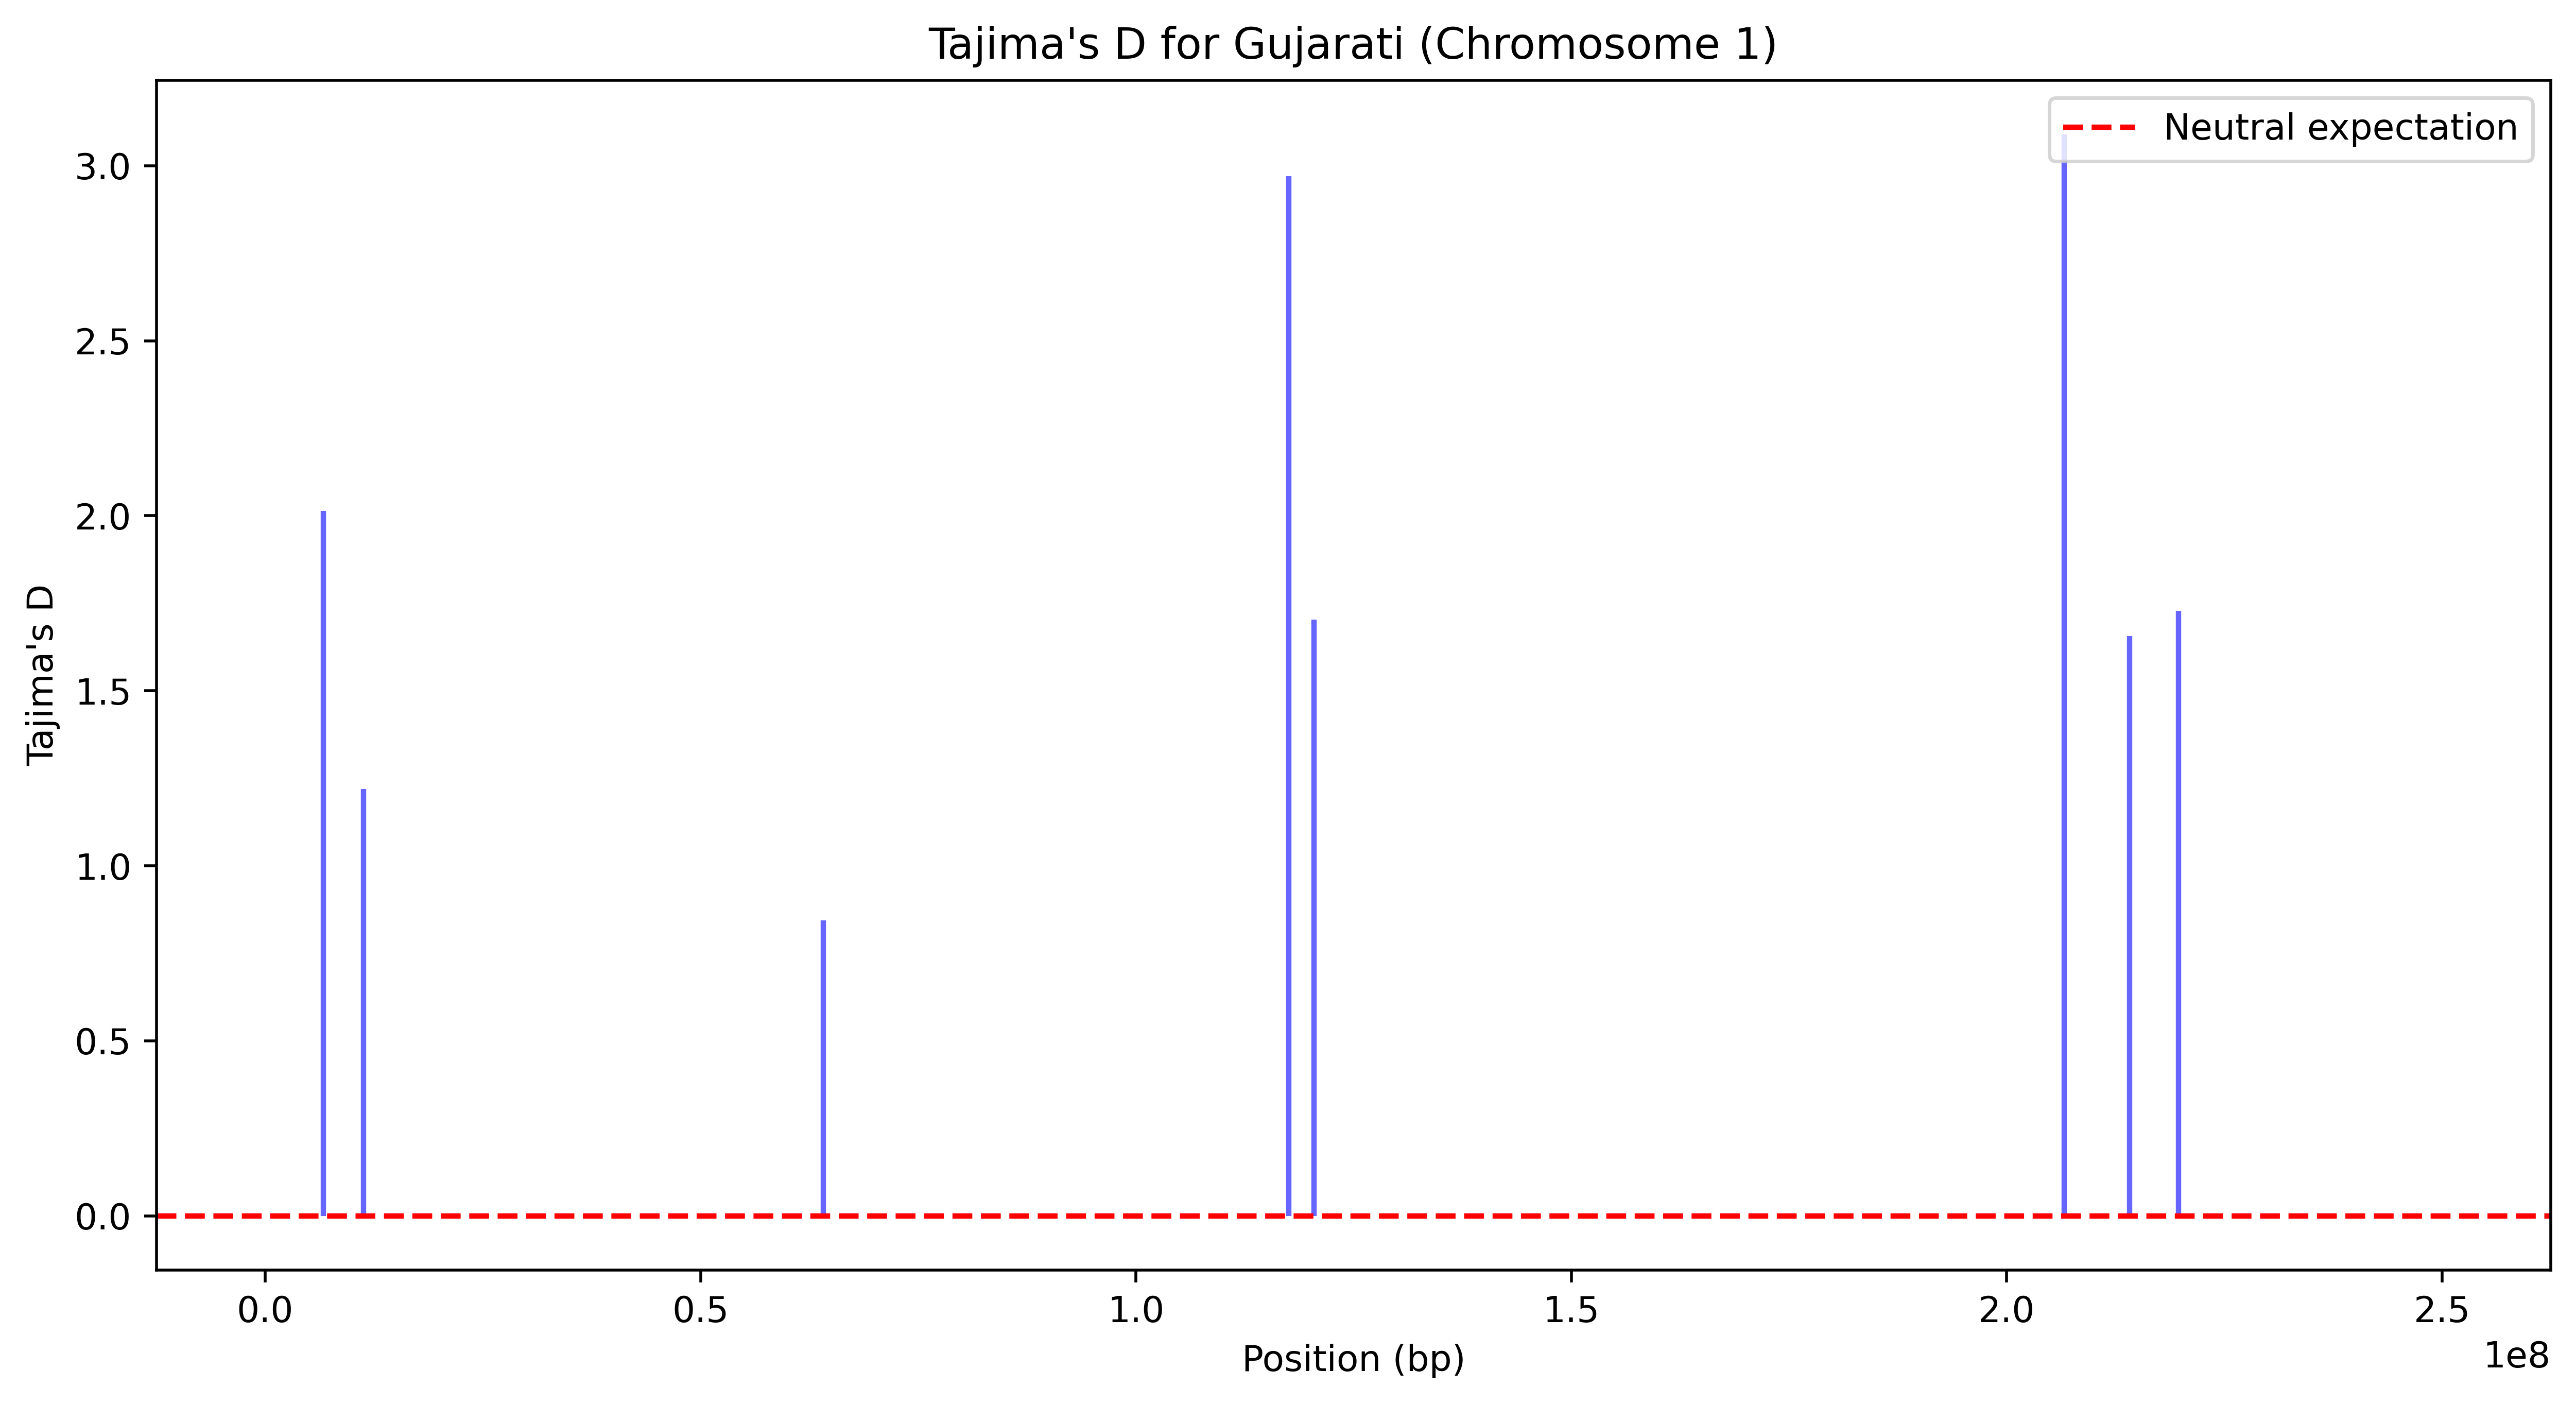 Tajima's D for Gujarati (Chromosome 1)
Neutral expectation
3.0
2.5
2.0
1.5
1.0
0.5
0.0
Tajima's D
0.0 0.5 1.0 1.5 2.0 2.5
1e8
Position (bp)